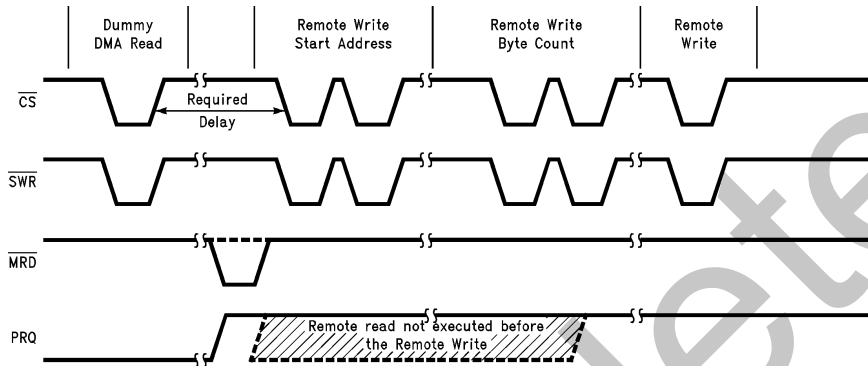 Dummy
DMA Read
Remote Write
Start Address
Remote Write
Byte Count
Remote
Write
CS
Required
Delay
SWR
MRD
PRQ
Remote read not executed before
the Remote Write
lete